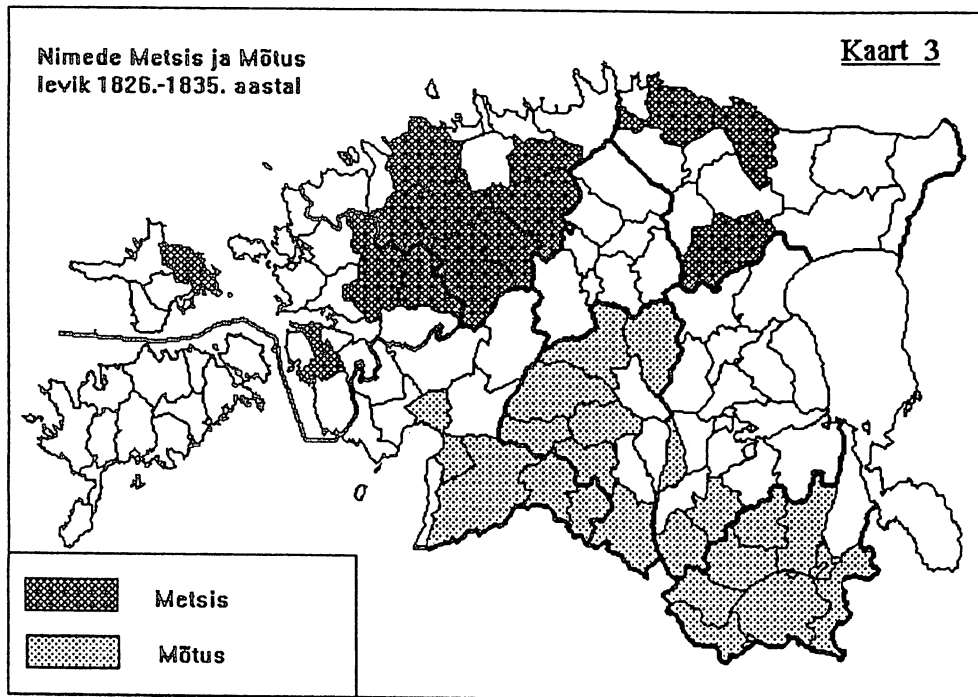 Nimede Metsis ja Mõtus
levik 1826.-1835. aastal
Kaart 3
Metsis
Mõtus